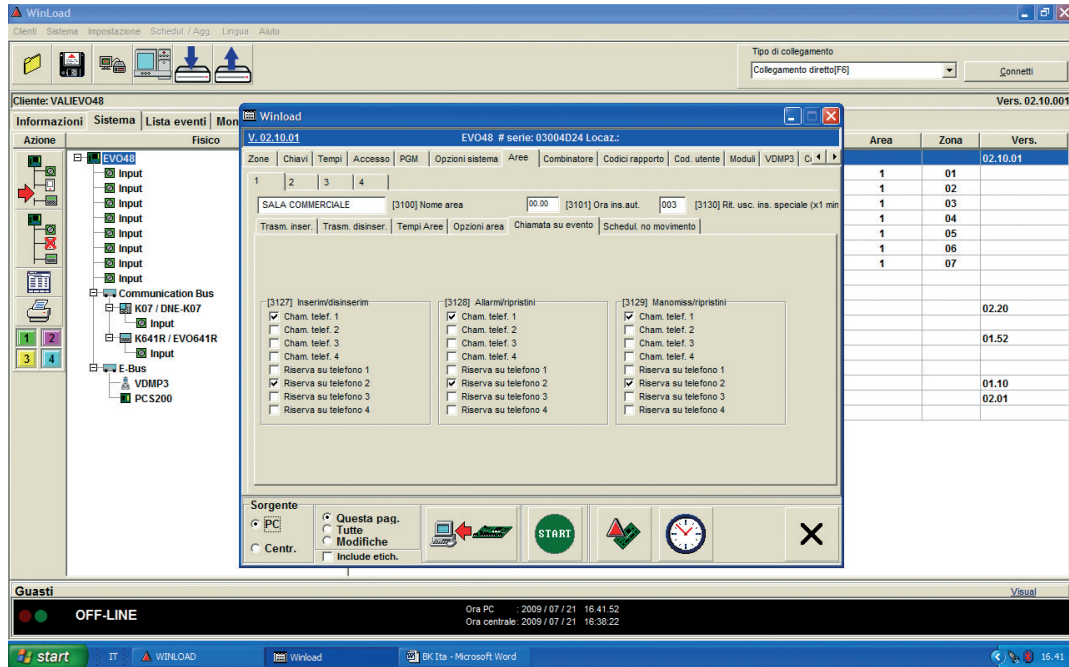 WinLoad
Clienti Sistema Impostazione Schedul. / Agg. Lingua Aiuto
Tipo di collegamento
Collegamento diretto[F6]
Connetti
Cliente: VALIEVO48
Vers. 02.10.001
Informazioni Sistema Lista eventi Mon
Azione Fisico Area Zona Vers.
EVO48 02.10.01
Input 1 01
Input 1 02
Input 1 03
Input 1 04
Input 1 05
Input 1 06
Input 1 07
Input
Communication Bus
K07 / DNE-K07 02.20
Input
K641R / EVO641R 01.52
Input
E-Bus
VDMP3 01.10
PCS200 02.01
1 2
3 4
Winload
V. 02.10.01 EVO48 # serie: 03004D24 Locaz.:
Zone Chiavi Tempi Accesso PGM Opzioni sistema Aree Combinatore Codici rapporto Cod. utente Moduli VDMP3
1 2 3 4
SALA COMMERCIALE [3100] Nome area 00.00 [3101] Ora ins.aut. 003 [3130] Rit. usc. ins. speciale (x1 min
Trasm. inser. Trasm. disinser. Tempi Aree Opzioni area Chiamata su evento Schedul. no movimento
[3127] Inserim/disinserim
Cham. telef. 1
Cham. telef. 2
Cham. telef. 3
Cham. telef. 4
Riserva su telefono 1
Riserva su telefono 2
Riserva su telefono 3
Riserva su telefono 4
[3128] Allarmi/ripristini
Cham. telef. 1
Cham. telef. 2
Cham. telef. 3
Cham. telef. 4
Riserva su telefono 1
Riserva su telefono 2
Riserva su telefono 3
Riserva su telefono 4
[3129] Manomiss/ripristini
Cham. telef. 1
Cham. telef. 2
Cham. telef. 3
Cham. telef. 4
Riserva su telefono 1
Riserva su telefono 2
Riserva su telefono 3
Riserva su telefono 4
Sorgente
PC
Centr.
Questa pag.
Tutte
Modifiche
Include etich.
START
Guasti
Visual
OFF-LINE
Ora PC : 2009 / 07 / 21 16.41.52
Ora centrale: 2009 / 07 / 21 16:38:22
start IT WINLOAD Winload BK Ita - Microsoft Word 16.41